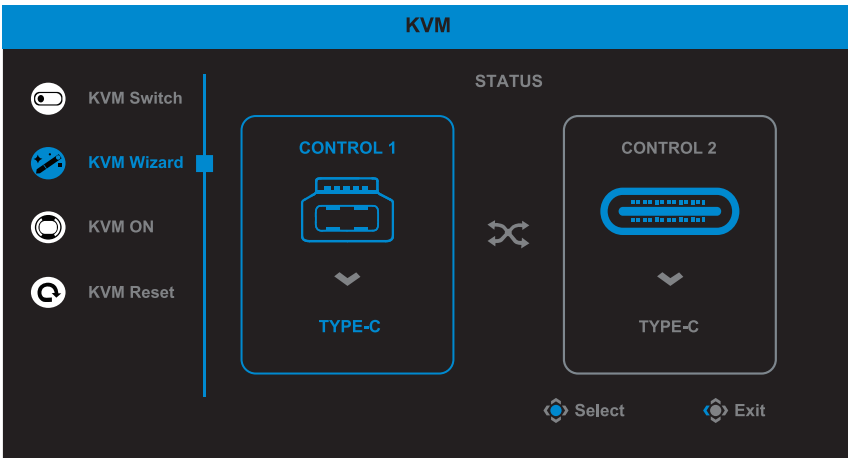 KVM
STATUS
KVM Switch
KVM Wizard
KVM ON
KVM Reset
CONTROL 1
TYPE-C
CONTROL 2
TYPE-C
Select
Exit